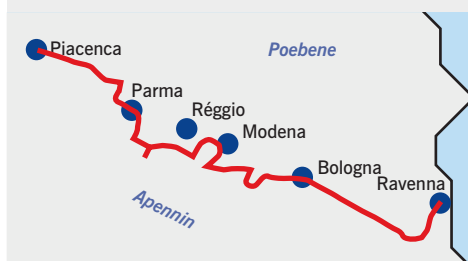 Piacenca
Poebene
Parma
Réggio
Modena
Bologna
Ravenna
Apennin